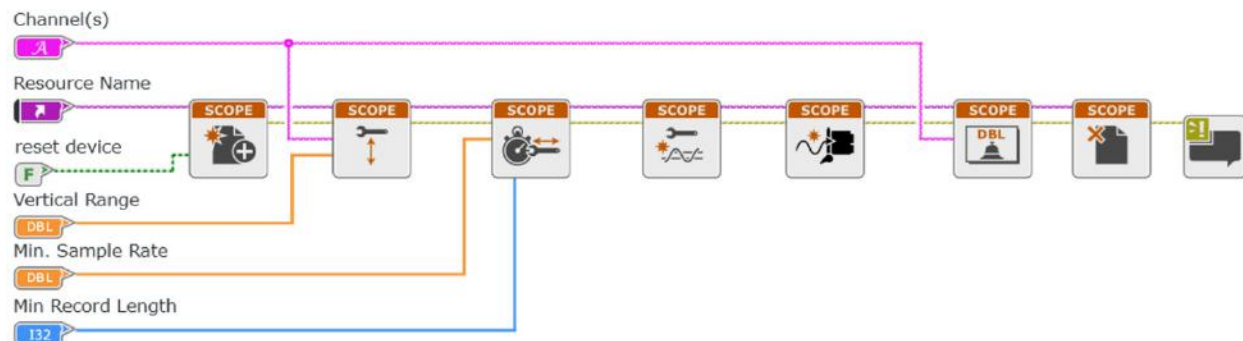 Channel(s)
A
Resource Name
SCOPE SCOPE SCOPE SCOPE SCOPE SCOPE SCOPE
reset device
F
DBL
Vertical Range
DBL
Min. Sample Rate
DBL
Min Record Length
I32